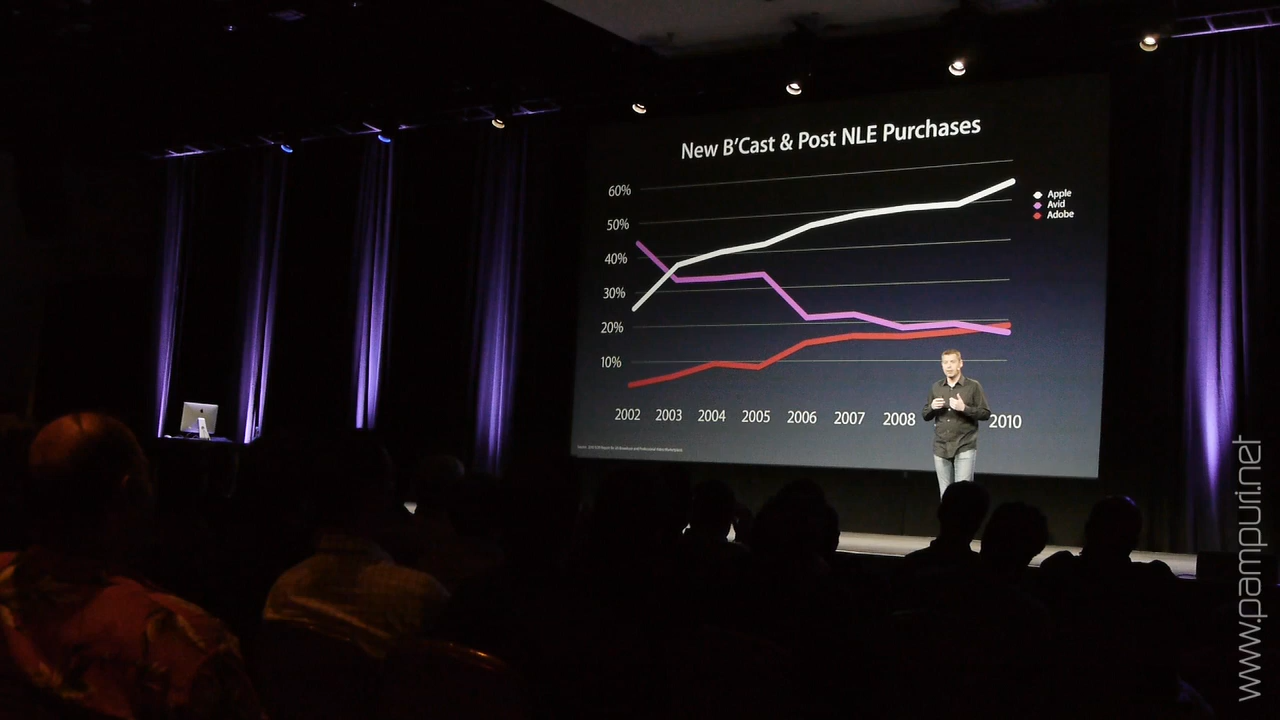 New B'Cast & Post NLE Purchases
60%
50%
40%
30%
20%
10%
Apple
Avid
Adobe
2002 2003 2004 2005 2006 2007 2008 2010
www.pampuri.net